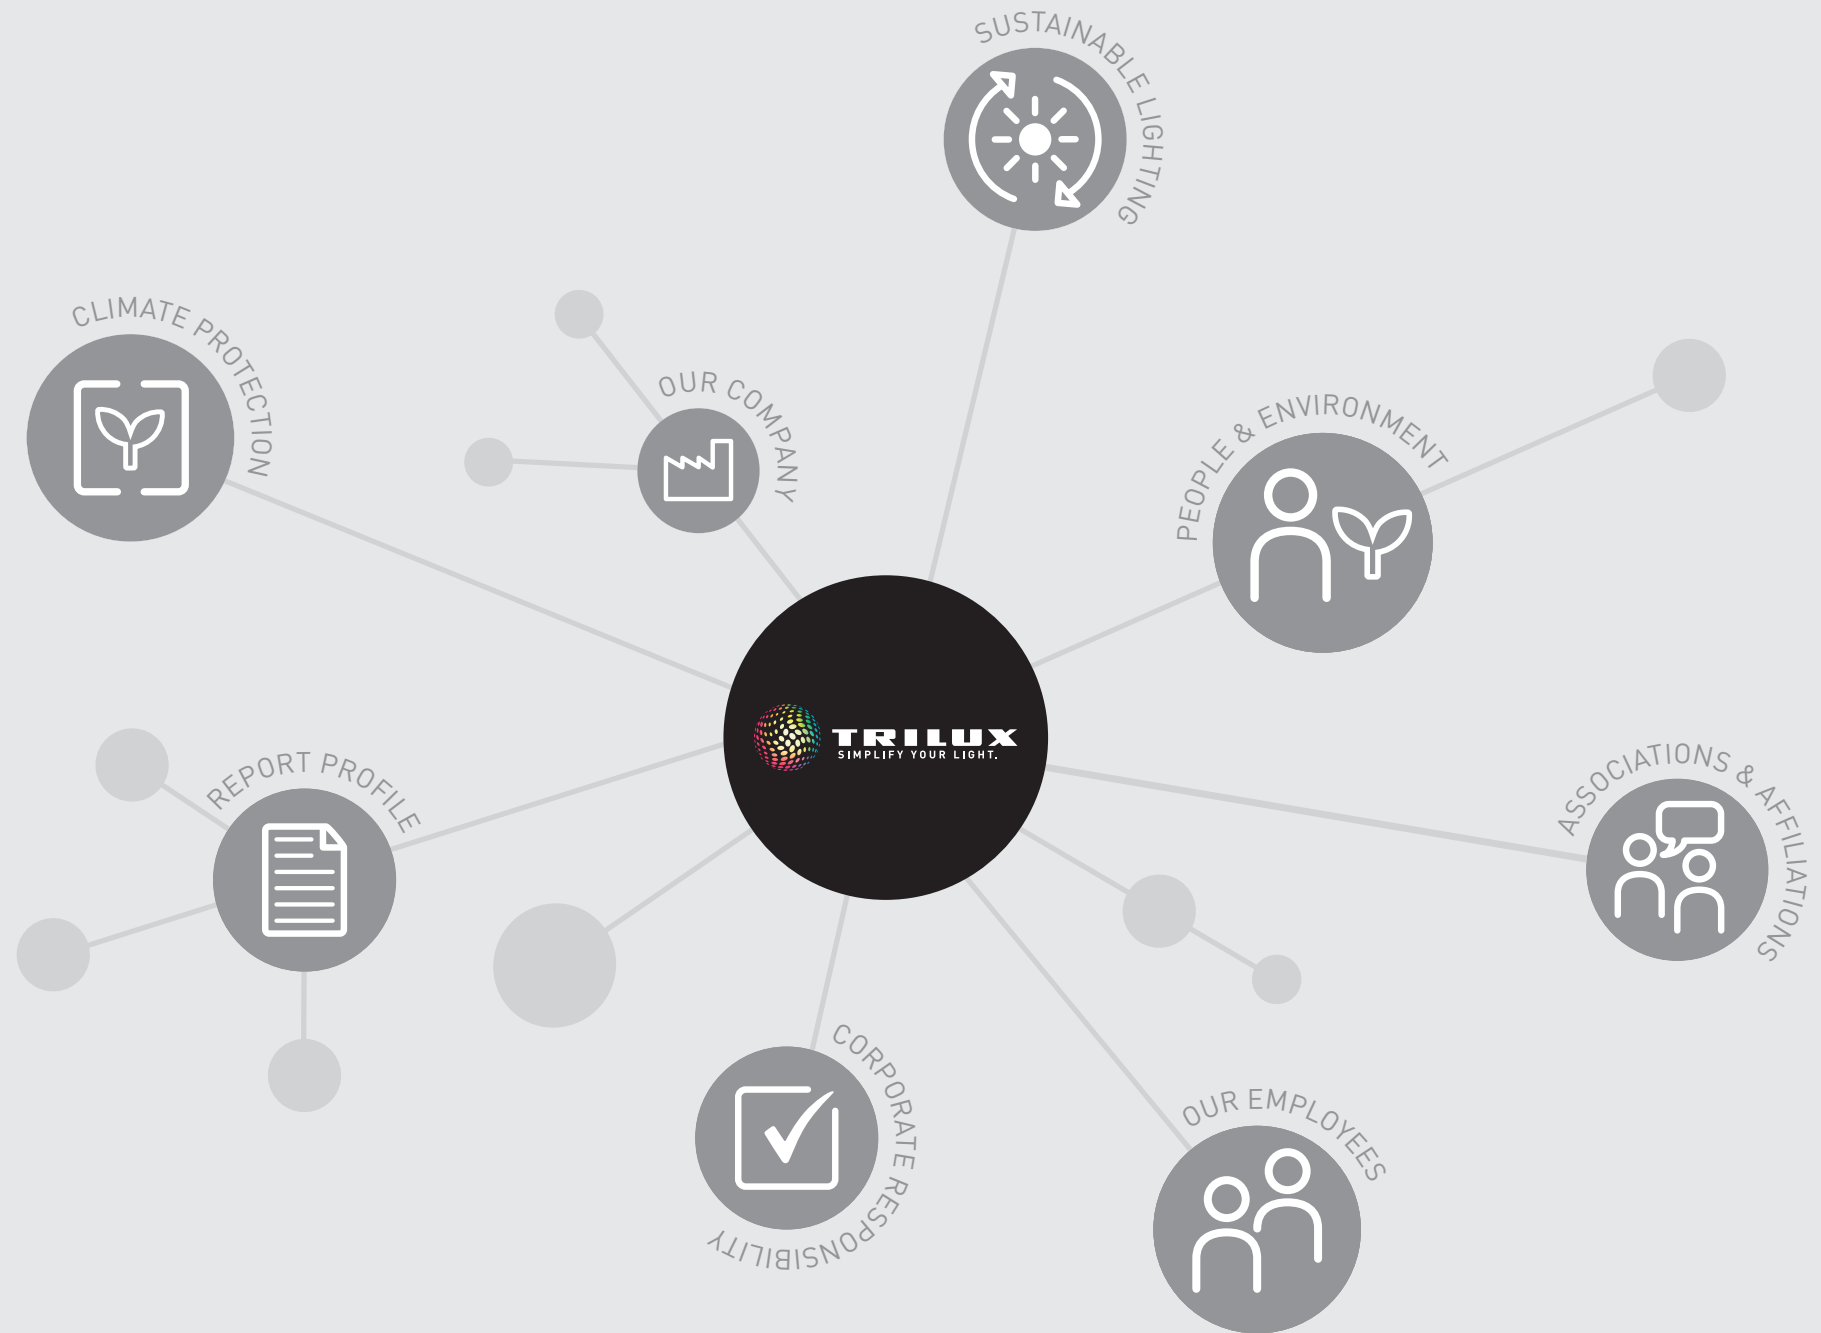 SUSTAINABLE LIGHTING
CLIMATE PROTECTION
OUR COMPANY
PEOPLE & ENVIRONMENT
TRILUX
SIMPLIFY YOUR LIGHT.
REPORT PROFILE
ASSOCIATIONS & AFFILIATIONS
CORPORATE RESPONSIBILITY
OUR EMPLOYEES